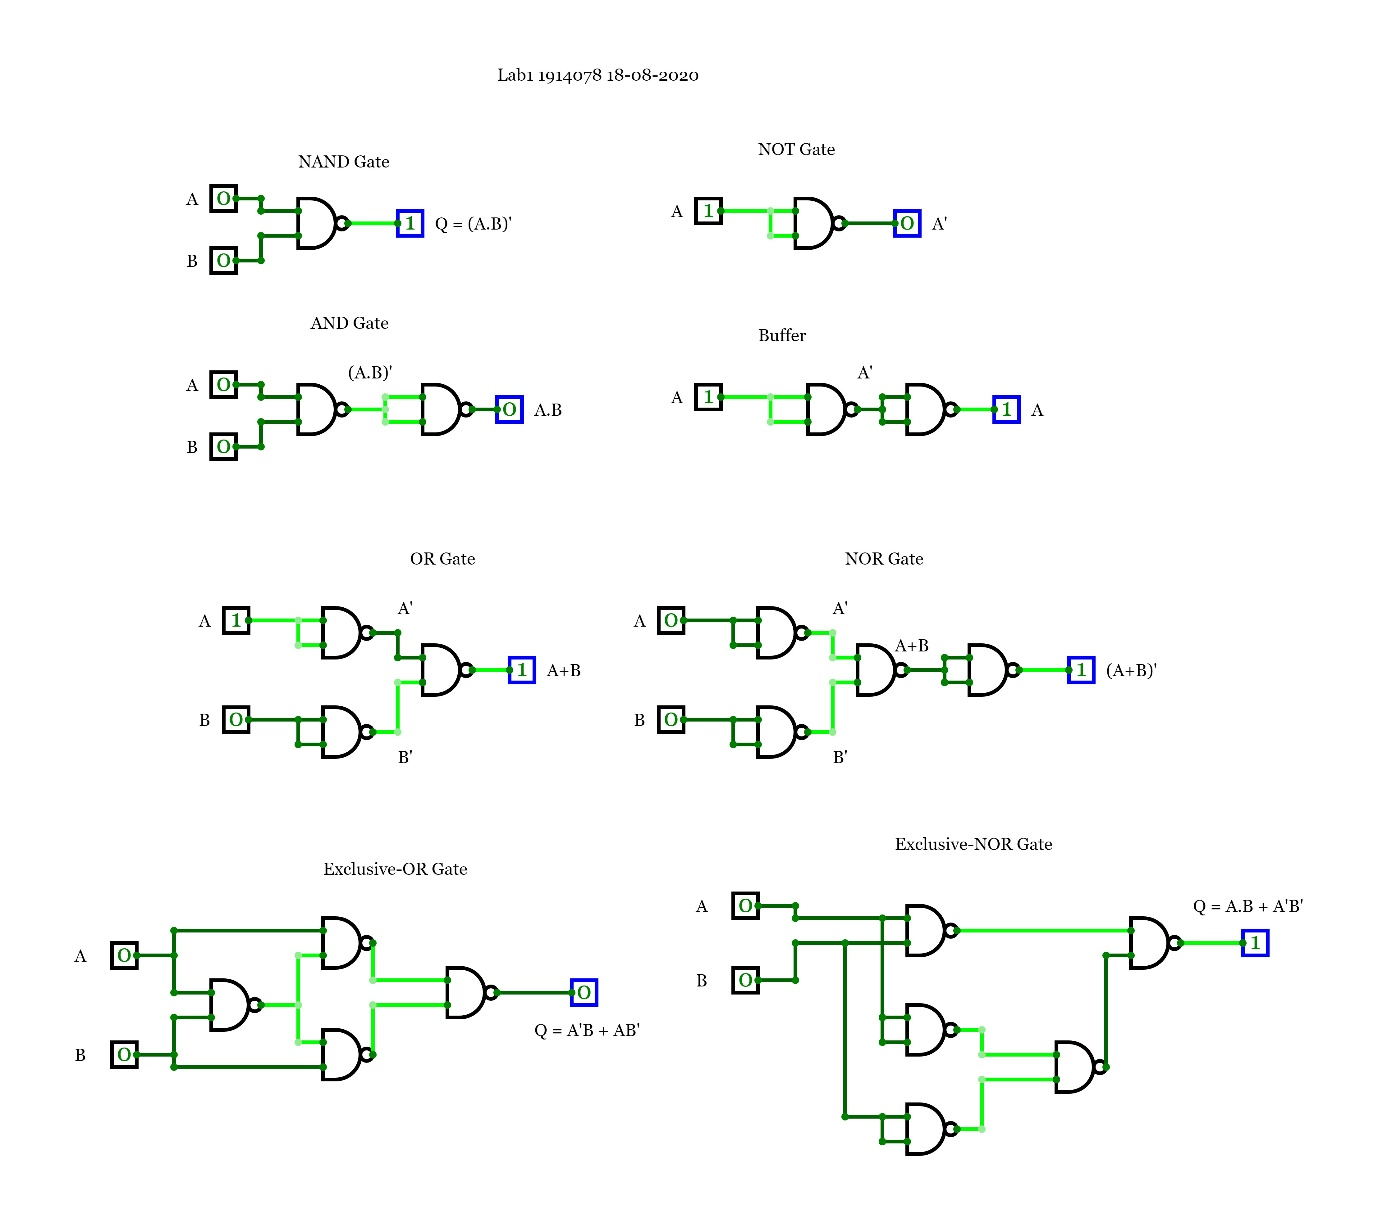 Lab1 1914078 18-08-2020
NAND Gate
A 0
B 0
1 Q = (A.B)'
NOT Gate
A 1
0 A'
AND Gate
A 0
B 0
(A.B)'
0 A.B
Buffer
A 1
A'
1 A
OR Gate
A 1
A'
B 0
B'
1 A+B
NOR Gate
A 0
A'
B 0
B'
A+B
1 (A+B)'
Exclusive-OR Gate
A 0
B 0
0
Q = A'B + AB'
Exclusive-NOR Gate
A 0
B 0
Q = A.B + A'B'
1